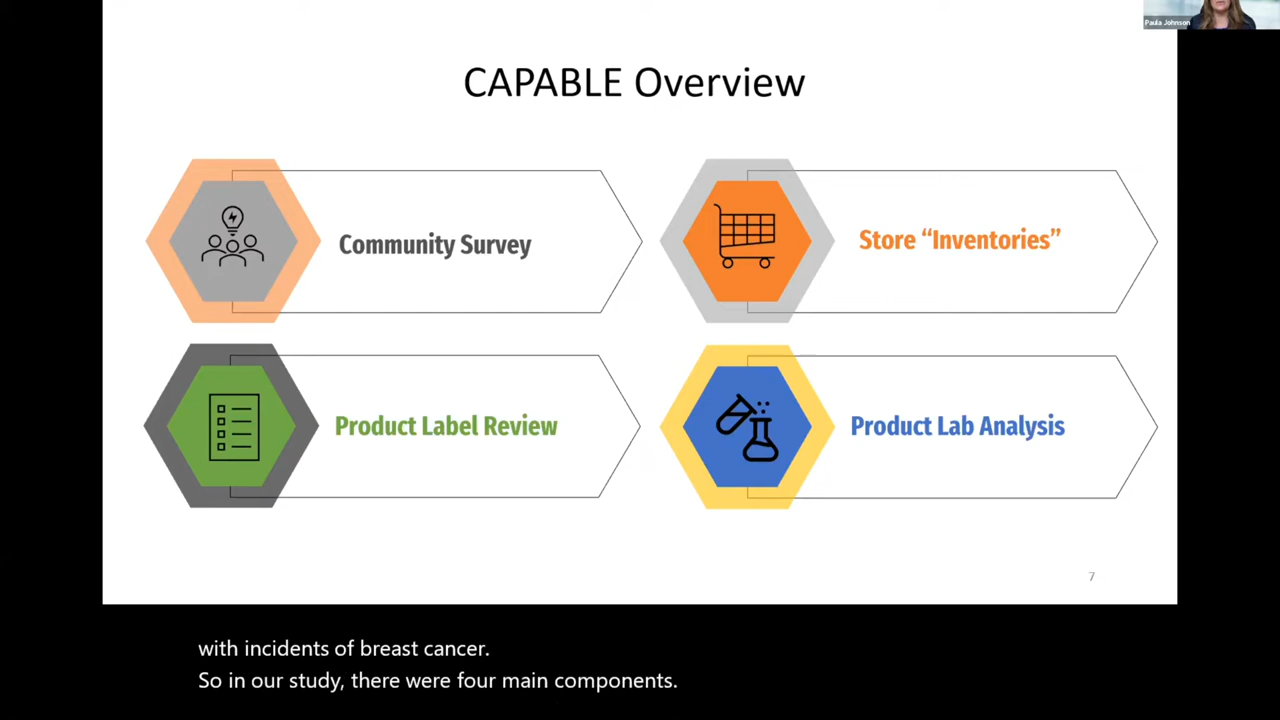 Paula Johnson
CAPABLE Overview
Community Survey
Store “Inventories”
Product Label Review
Product Lab Analysis
7
with incidents of breast cancer.
So in our study, there were four main components.